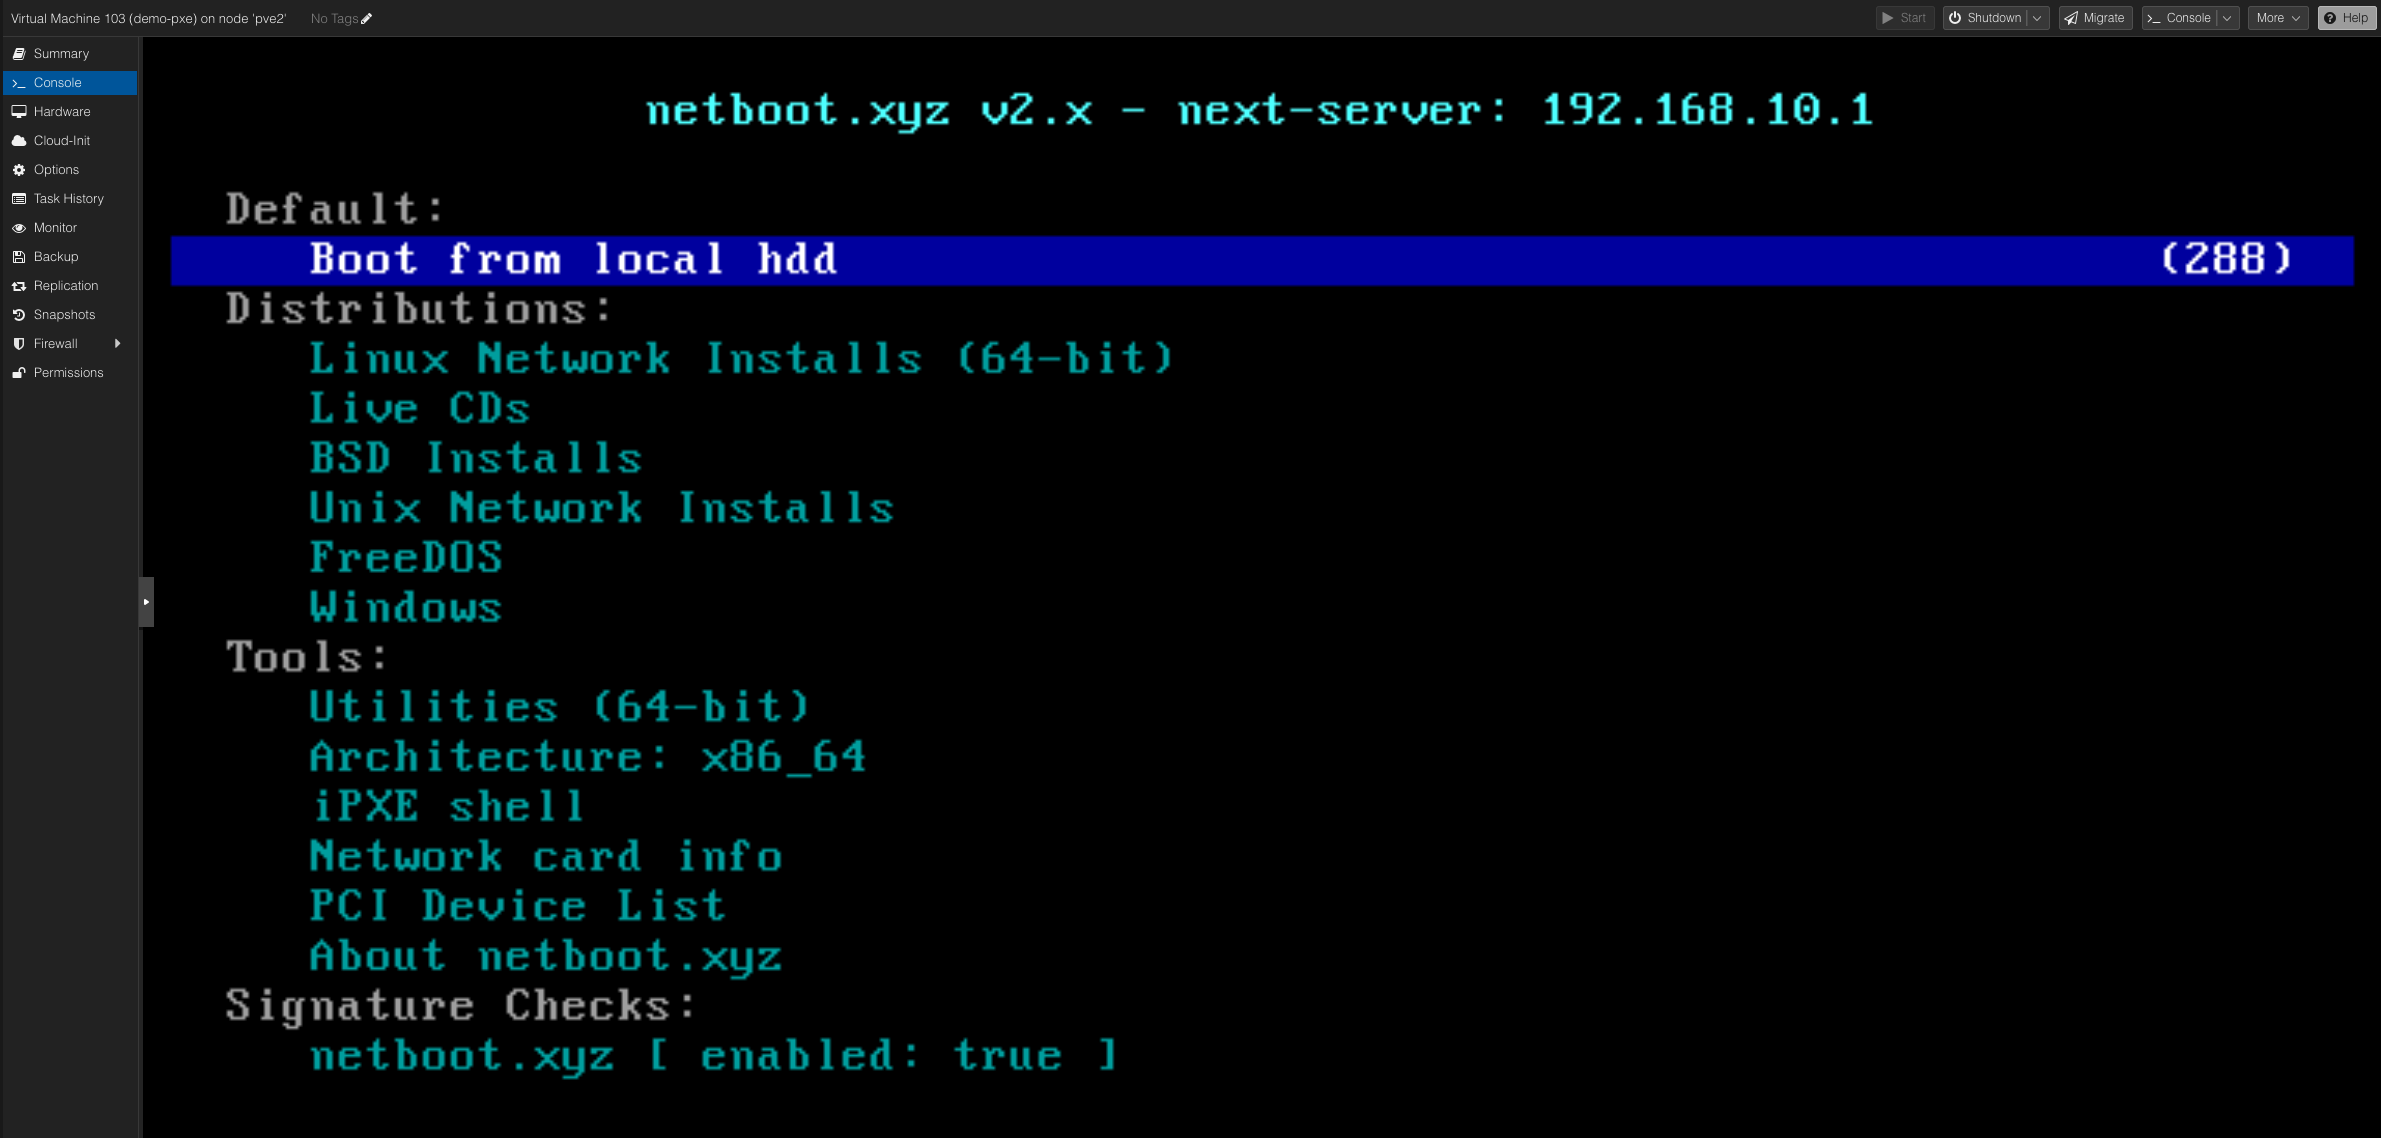 Virtual Machine 103 (demo-pxe) on node 'pve2' No Tags Start Shutdown Migrate Console More Help
Summary
Console
Hardware
Cloud-Init
Options
Task History
Monitor
Backup
Replication
Snapshots
Firewall
Permissions
netboot.xyz v2.x - next-server: 192.168.10.1
Default:
Boot from local hdd (288)
Distributions:
Linux Network Installs (64-bit)
Live CDs
BSD Installs
Unix Network Installs
FreeDOS
Windows
Tools:
Utilities (64-bit)
Architecture: x86_64
iPXE shell
Network card info
PCI Device List
About netboot.xyz
Signature Checks:
netboot.xyz [ enabled: true ]